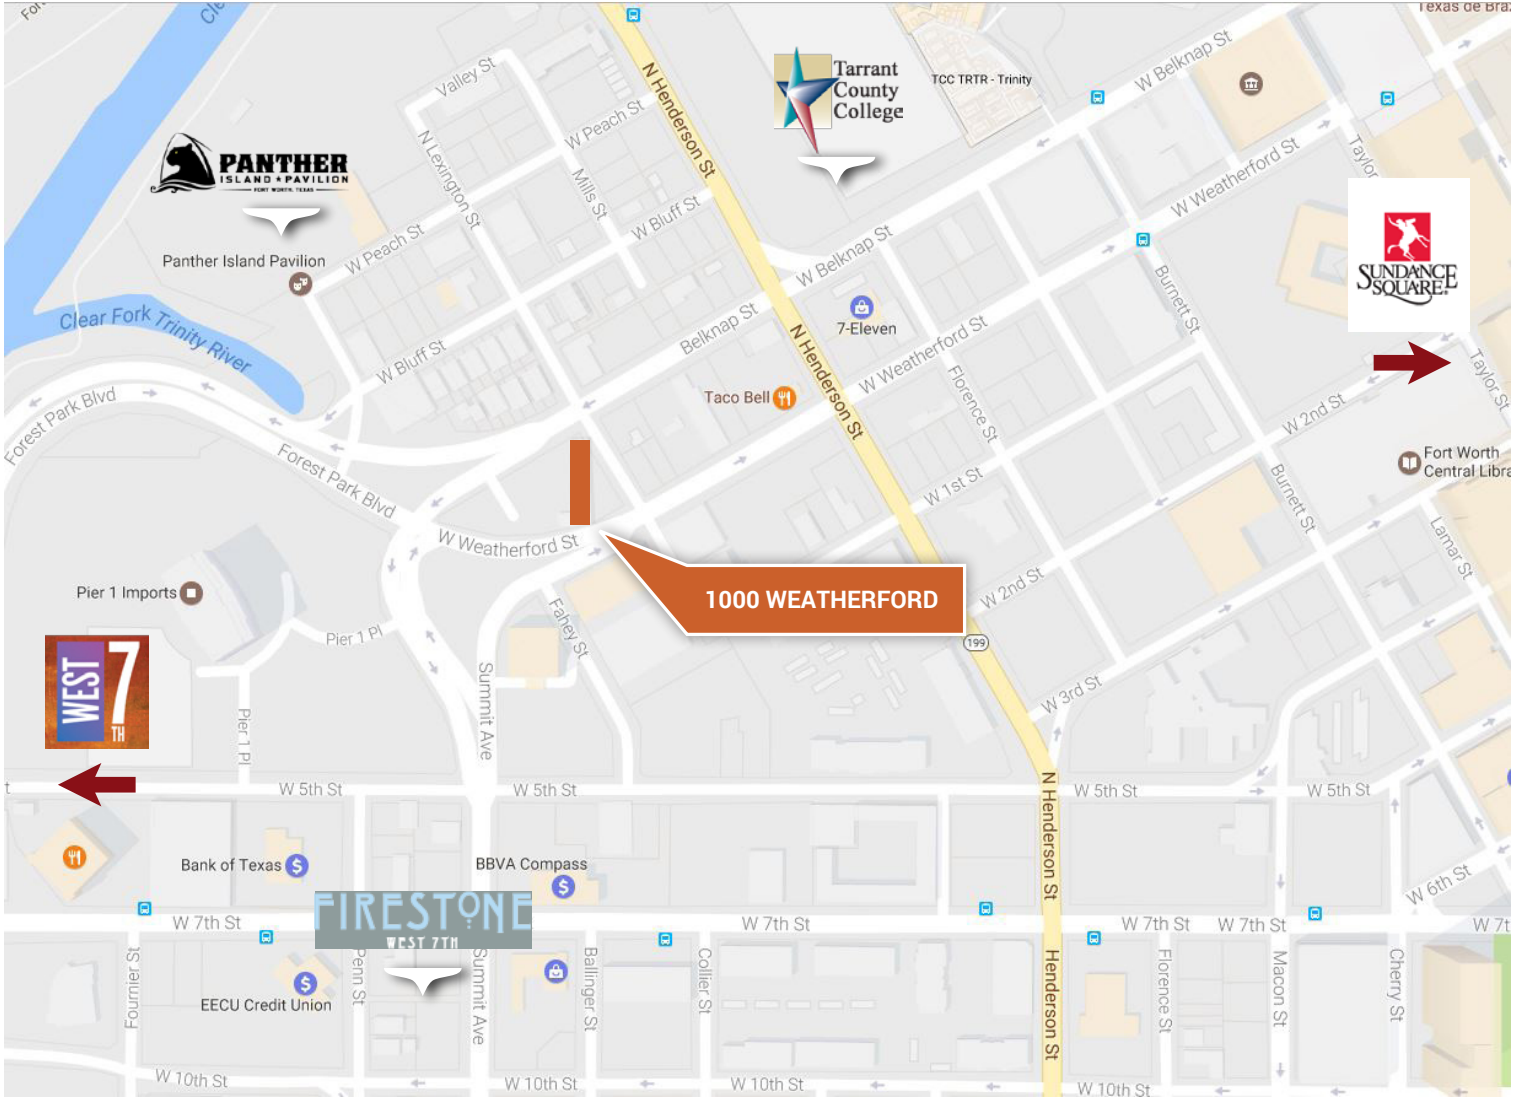 Texas de Bra
For
Cle
W Belknap St
Valley St
N Henderson St
Tarrant
County
College
TCC TRTR - Trinity
W Peach St
N Lexington St
Mills St
PANTHER
ISLAND ★ PAVILION
FORT WORTH, TEXAS
Taylor
W Weatherford St
W Bluff St
W Peach St
Panther Island Pavilion
W Belknap St
Burnett St
SUNDANCE
SQUARE
Clear Fork Trinity River
Belknap St
7-Eleven
N Henderson St
W Weatherford St
W Bluff St
Taylor St
Forest Park Blvd
Taco Bell
Florence St
W 2nd St
Forest Park Blvd
Fort Worth
Central Libra
W 1st St
Burnett St
W Weatherford St
Lamar St
Pier 1 Imports
1000 WEATHERFORD
W 2nd St
Fahey St
Pier 1 Pl
199
WEST
7
TH
Summit Ave
W 3rd St
Pier 1 Pl
t
W 5th St
W 5th St
N Henderson St
W 5th St
W 5th St
Bank of Texas
BBVA Compass
W 6th St
FIRESTONE
WEST 7TH
W 7th St
W 7th St
W 7th St
W 7th St
W 7t
Fournier St
Penn St
Summit Ave
Ballinger St
Collier St
Henderson St
Florence St
Macon St
Cherry St
EECU Credit Union
W 10th St
W 10th St
W 10th St
W 10th St